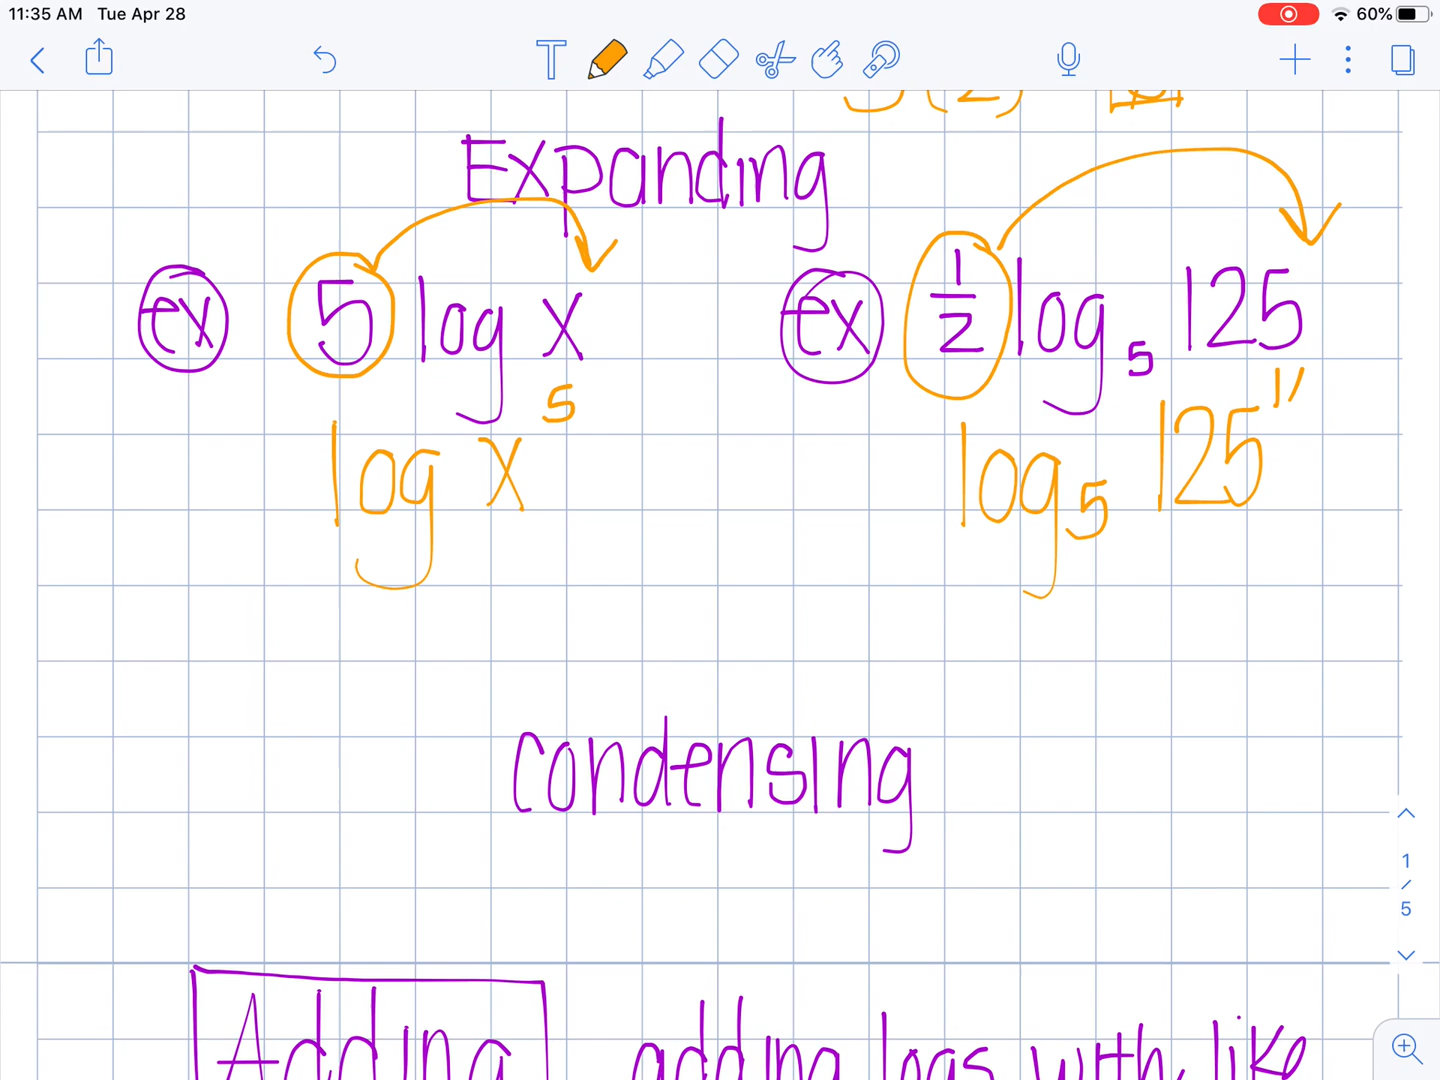 11:35 AM Tue Apr 28
60%
Expanding
ex 5 log x
ex 1/2 log₅ 125
log x⁵
log₅ 125
condensing
1/5
Adding adding logs with like